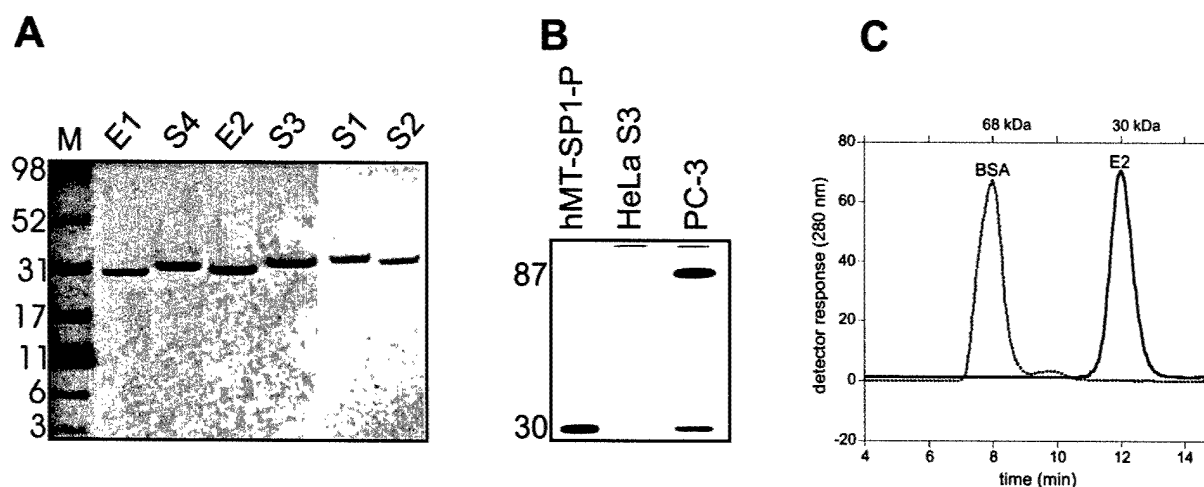 A
M E1 S4 E2 S3 S1 S2
98
52
31
17
11
6
3
B
hMT-SP1-P
HeLa S3
PC-3
87
30
C
68 kDa 30 kDa
80
60
40
20
0
-20
detector response (280 nm)
BSA
E2
4 6 8 10 12 14
time (min)